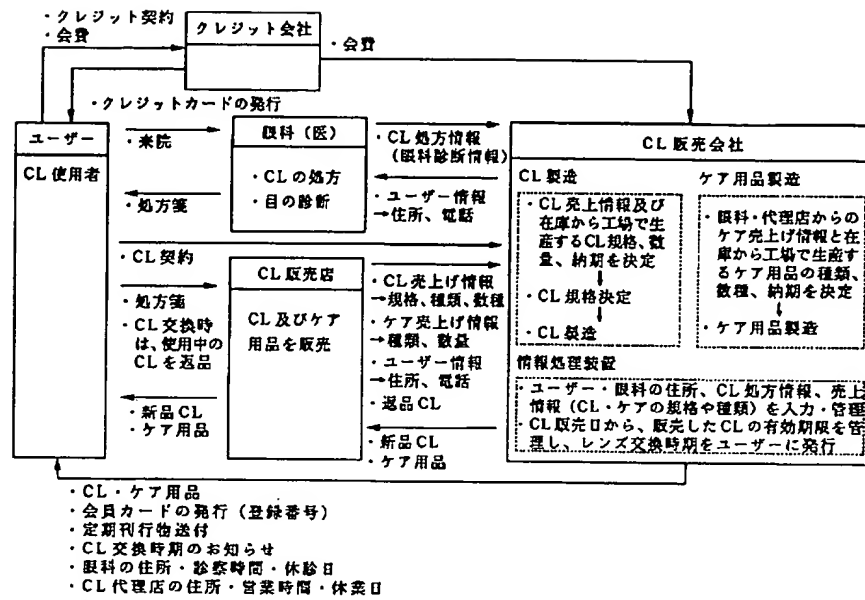 ・クレジット契約
・会費
クレジット会社
・会費
・クレジットカードの発行
ユーザー
CL使用者
・来院
・処方箋
眼科(医)
・CLの処方
・目の診断
・CL処方情報
(眼科診断情報)
・ユーザー情報
→住所、電話
CL販売会社
CL製造
・CL売上情報及び
在庫から工場で生
産するCL規格、数
量、納期を決定
↓
・CL規格決定
↓
・CL製造
ケア用品製造
・眼科・代理店からの
ケア売上げ情報と在
庫から工場で生産す
るケア用品の種類、
数種、納期を決定
↓
・ケア用品製造
・CL契約
・処方箋
・CL交換時
は、使用中の
CLを返品
・新品CL
・ケア用品
CL販売店
CL及びケア
用品を販売
・CL売上げ情報
→規格、種類、数種
・ケア売上げ情報
→種類、数量
・ユーザー情報
→住所、電話
・返品CL
・新品CL
・ケア用品
情報処理装置
・ユーザー・眼科の住所、CL処方情報、売上
情報(CL・ケアの規格や種類)を入力・管理
・CL販売日から、販売したCLの有効期限を管
理し、レンズ交換時期をユーザーに発行
・CL・ケア用品
・会員カードの発行(登録番号)
・定期刊行物送付
・CL交換時期のお知らせ
・眼科の住所・診察時間・休診日
・CL代理店の住所・営業時間・休業日